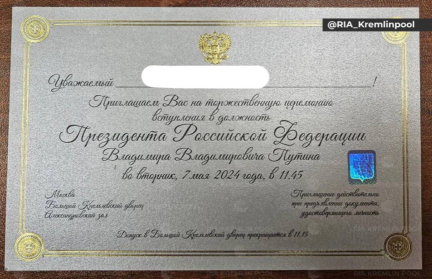 @RIA_Kremlinpool
Уважаемый !
Приглашаем Вас на торжественную церемонию
вступления в должность
Президента Российской Федерации
Владимира Владимировича Путина
во вторник, 7 мая 2024 года, в 11.45
Москва
Большой Кремлевский дворец
Александровский зал
Приглашение действительно
при предъявлении документа,
удостоверяющего личность
Допуск в Большой Кремлевский дворец прекращается в 11.15